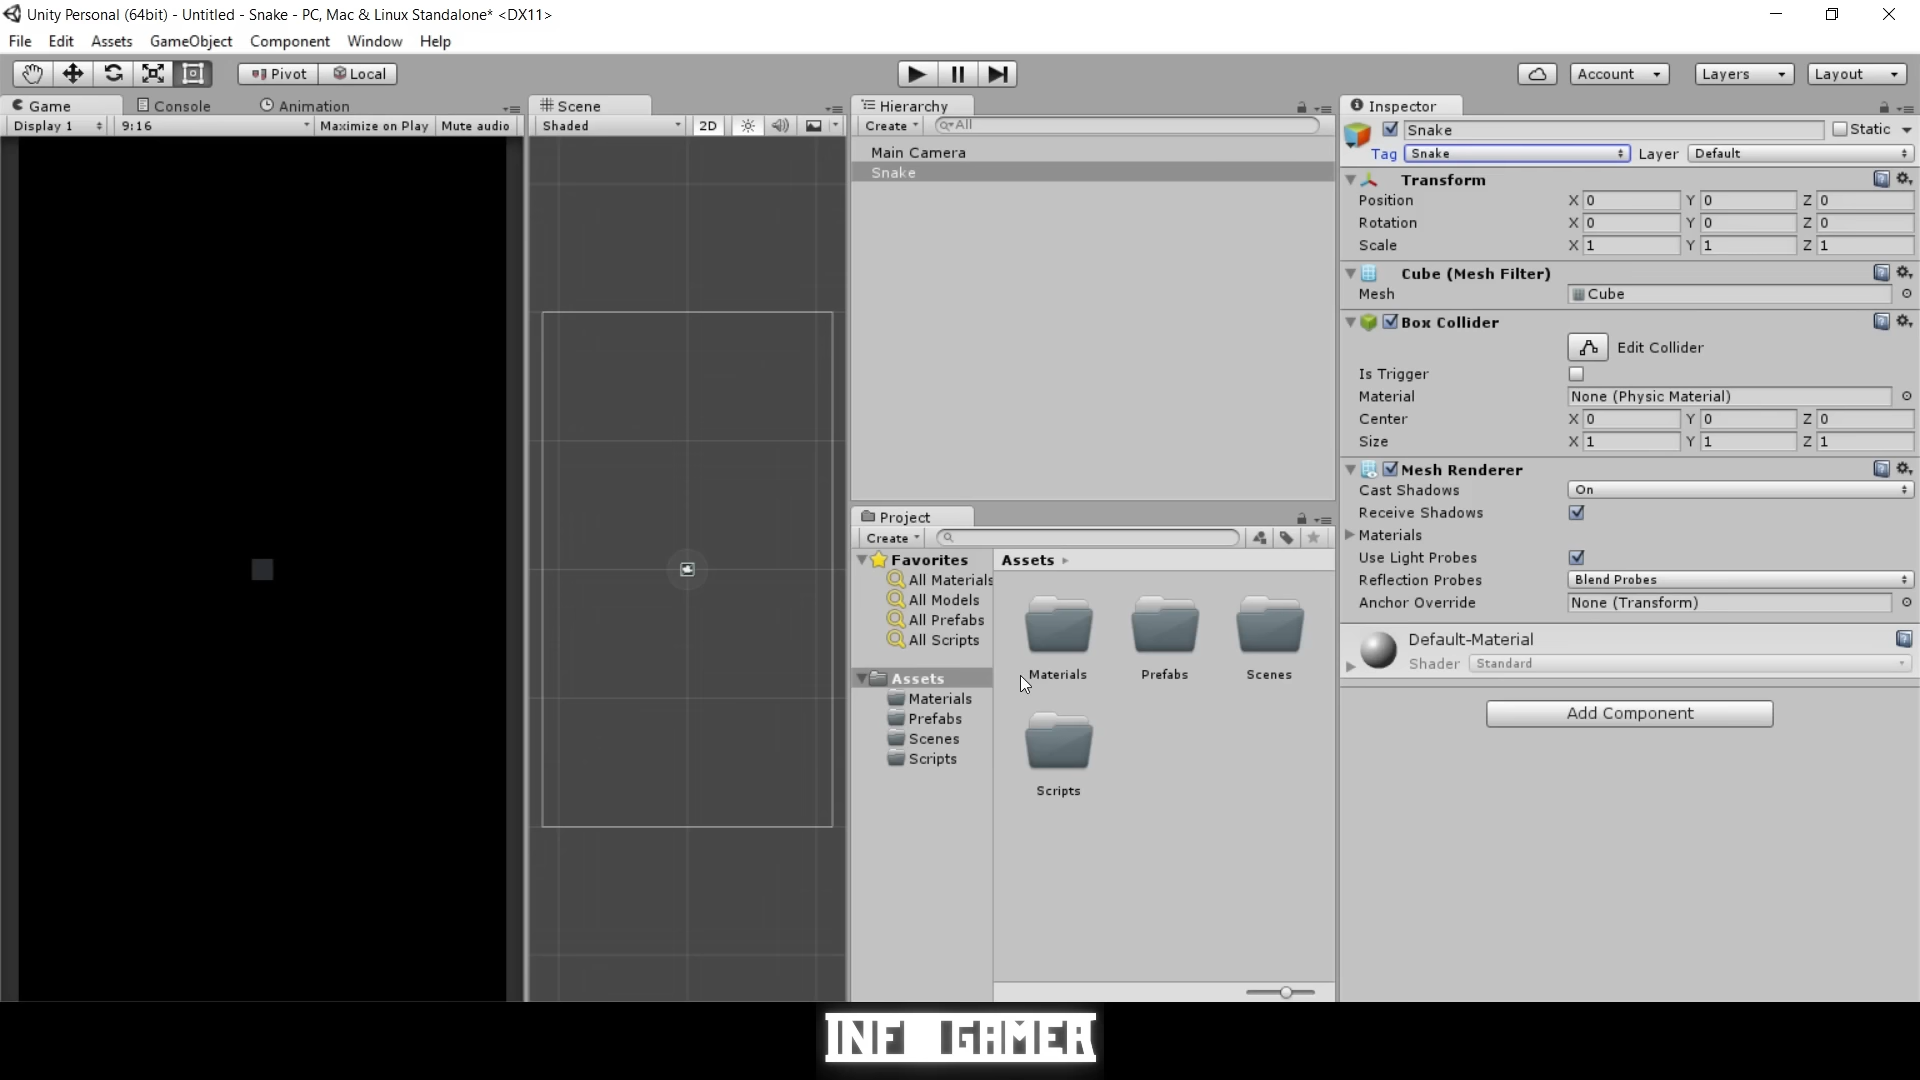 Unity Personal (64bit) - Untitled - Snake - PC, Mac & Linux Standalone* <DX11>
File Edit Assets GameObject Component Window Help
Pivot Local Account Layers Layout
Game Console Animation
Display 1 9:16 Maximize on Play Mute audio
Scene
Shaded 2D
Hierarchy
Create All
Main Camera
Snake
Project
Create
Favorites
All Materials
All Models
All Prefabs
All Scripts
Assets
Materials
Prefabs
Scenes
Scripts
Assets
Materials Prefabs Scenes
Scripts
Inspector
Snake Static
Tag Snake Layer Default
Transform
Position X 0 Y 0 Z 0
Rotation X 0 Y 0 Z 0
Scale X 1 Y 1 Z 1
Cube (Mesh Filter)
Mesh Cube
Box Collider
Edit Collider
Is Trigger
Material None (Physic Material)
Center X 0 Y 0 Z 0
Size X 1 Y 1 Z 1
Mesh Renderer
Cast Shadows On
Receive Shadows
Materials
Use Light Probes
Reflection Probes Blend Probes
Anchor Override None (Transform)
Default-Material
Shader Standard
Add Component
INF GAMER